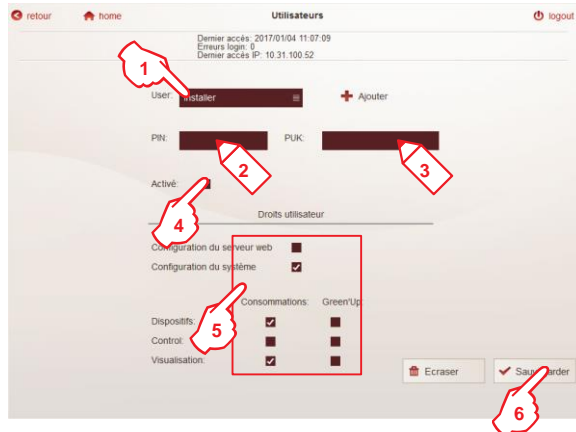 retour home Utilisateurs logout
Dernier accès: 2017/01/04 11:07:09
Erreurs login: 0
Dernier accès IP: 10.31.100.52
1
User: Installer Ajouter
PIN: PUK:
2 3
Activé:
4
Droits utilisateur
Configuration du serveur web
Configuration du système
Consommations: Green'Up:
5
Dispositifs:
Control:
Visualisation:
Ecraser Sauvegarder
6